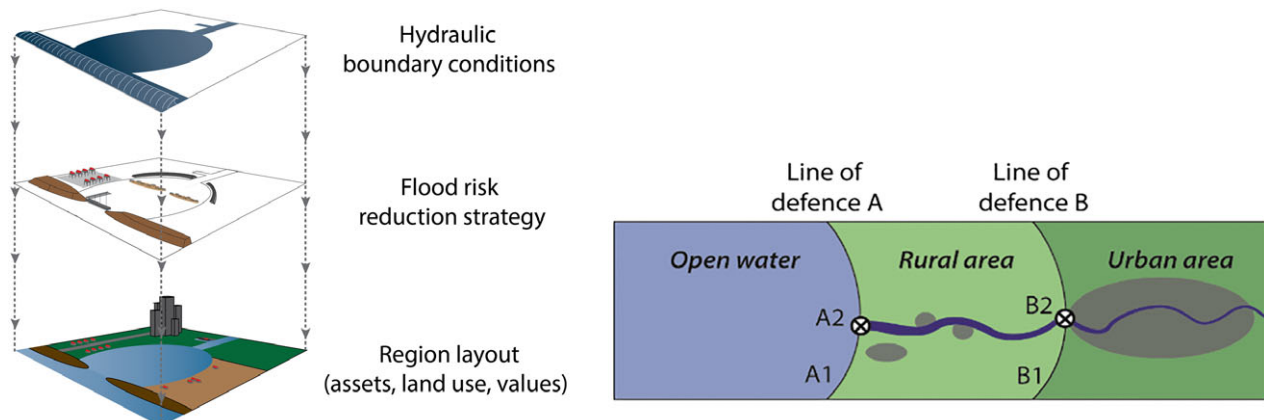 Hydraulic
boundary conditions
Flood risk
reduction strategy
Region layout
(assets, land use, values)
Line of
defence A
Line of
defence B
Open water
Rural area
Urban area
A2
B2
A1
B1